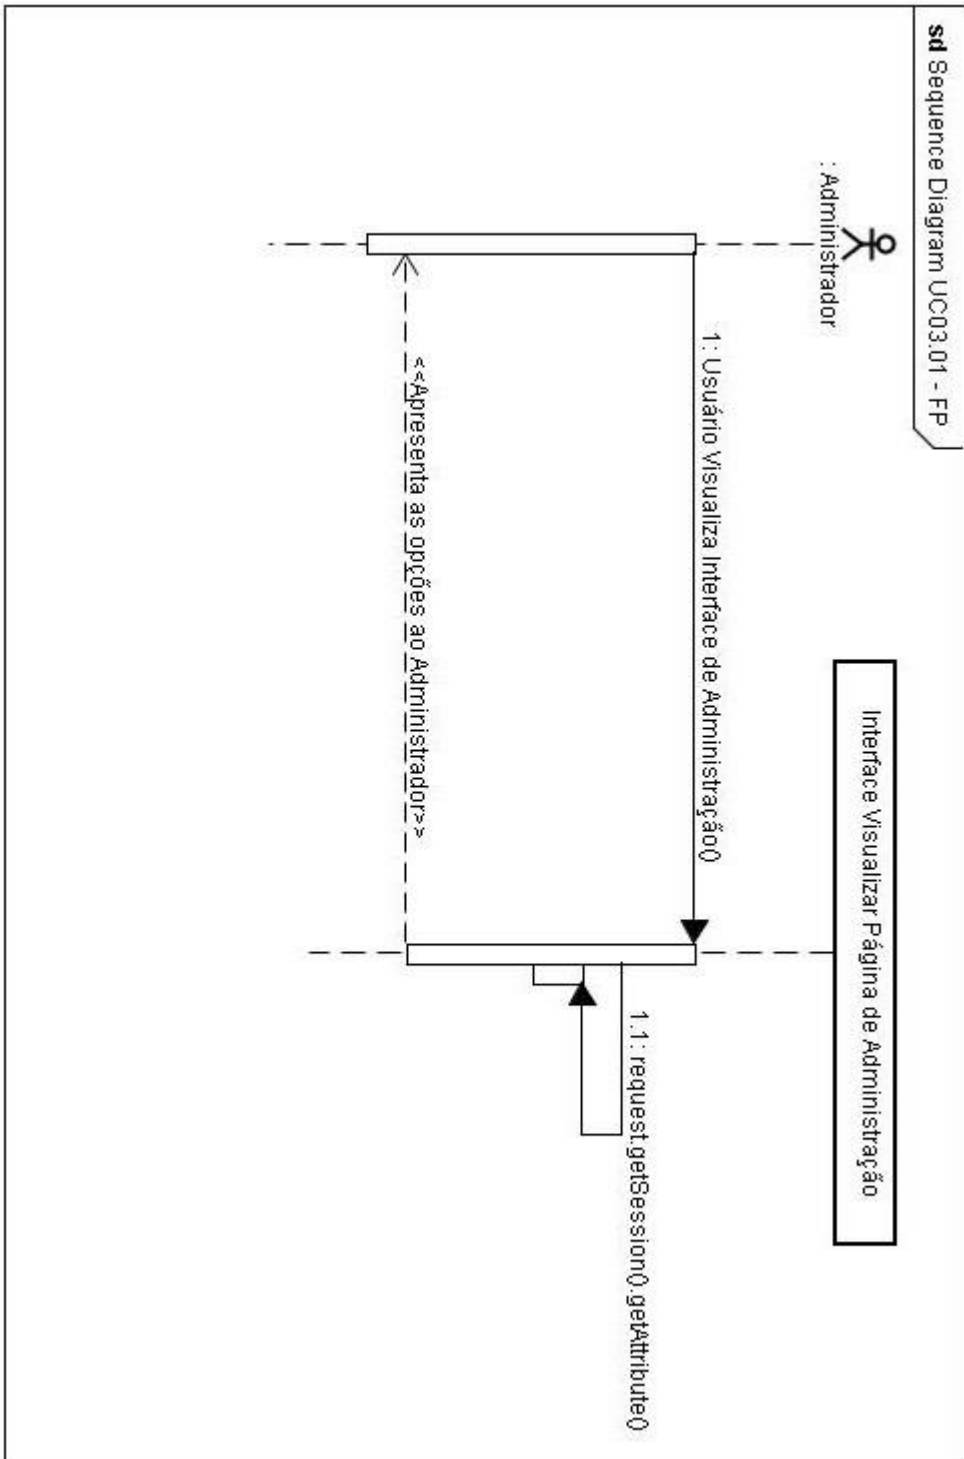 sd Sequence Diagram UC03.01 - FP
: Administrador
Interface Visualizar Página de Administração
1: Usuário Visualiza Interface de Administração()
1.1: request.getSession().getAttribute()
<<Apresenta as opções ao Administrador>>